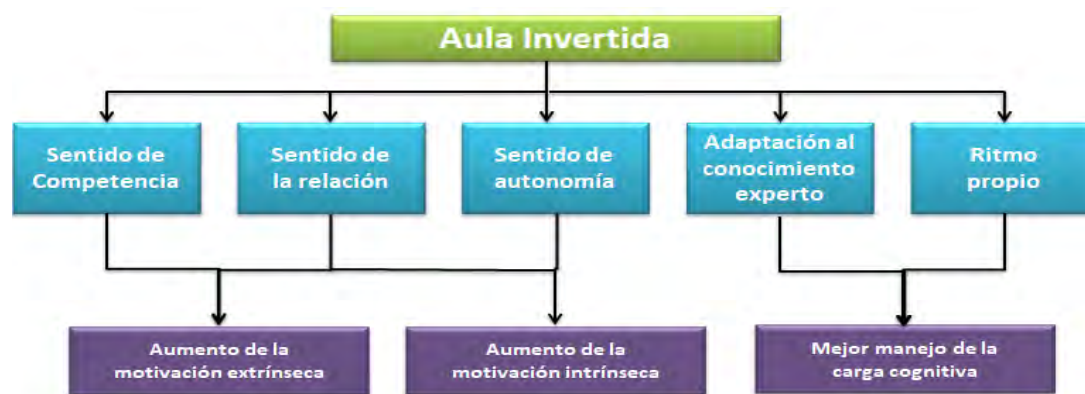 Aula Invertida
Sentido de
Competencia
Sentido de
la relación
Sentido de
autonomía
Adaptación al
conocimiento
experto
Ritmo
propio
Aumento de la
motivación extrínseca
Aumento de la
motivación intrínseca
Mejor manejo de la
carga cognitiva